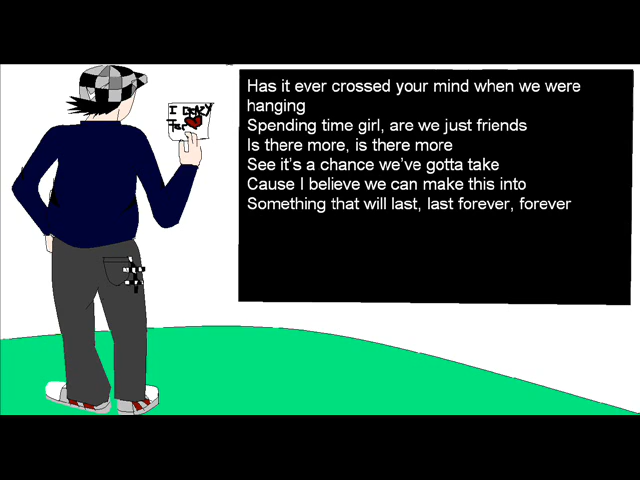 Has it ever crossed your mind when we were
hanging
Spending time girl, are we just friends
Is there more, is there more
See it's a chance we've gotta take
Cause I believe we can make this into
Something that will last, last forever, forever
I